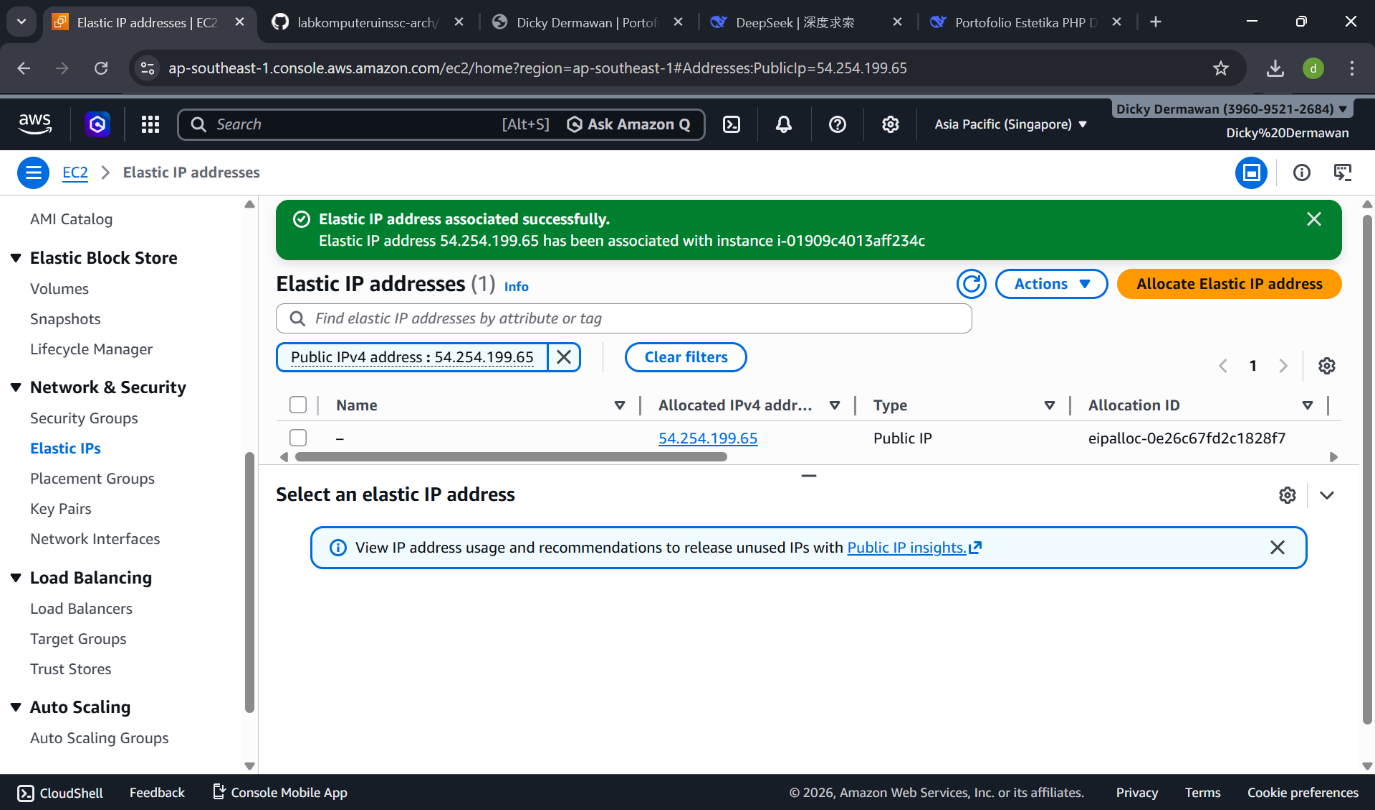 Elastic IP addresses | EC2
labkomputeruinssc-arch/
Dicky Dermawan | Portofo
DeepSeek | 深度求索
Portofolio Estetika PHP D
ap-southeast-1.console.aws.amazon.com/ec2/home?region=ap-southeast-1#Addresses:PublicIp=54.254.199.65
d
aws
Search
[Alt+S]
Ask Amazon Q
Asia Pacific (Singapore)
Dicky Dermawan (3960-9521-2684)
Dicky%20Dermawan
EC2
Elastic IP addresses
AMI Catalog
Elastic Block Store
Volumes
Snapshots
Lifecycle Manager
Network & Security
Security Groups
Elastic IPs
Placement Groups
Key Pairs
Network Interfaces
Load Balancing
Load Balancers
Target Groups
Trust Stores
Auto Scaling
Auto Scaling Groups
Elastic IP address associated successfully.
Elastic IP address 54.254.199.65 has been associated with instance i-01909c4013aff234c
Elastic IP addresses (1) Info
Actions
Allocate Elastic IP address
Find elastic IP addresses by attribute or tag
Public IPv4 address : 54.254.199.65
Clear filters
1
Name
Allocated IPv4 addr...
Type
Allocation ID
–
54.254.199.65
Public IP
eipalloc-0e26c67fd2c1828f7
Select an elastic IP address
View IP address usage and recommendations to release unused IPs with Public IP insights.
CloudShell
Feedback
Console Mobile App
© 2026, Amazon Web Services, Inc. or its affiliates.
Privacy
Terms
Cookie preferences